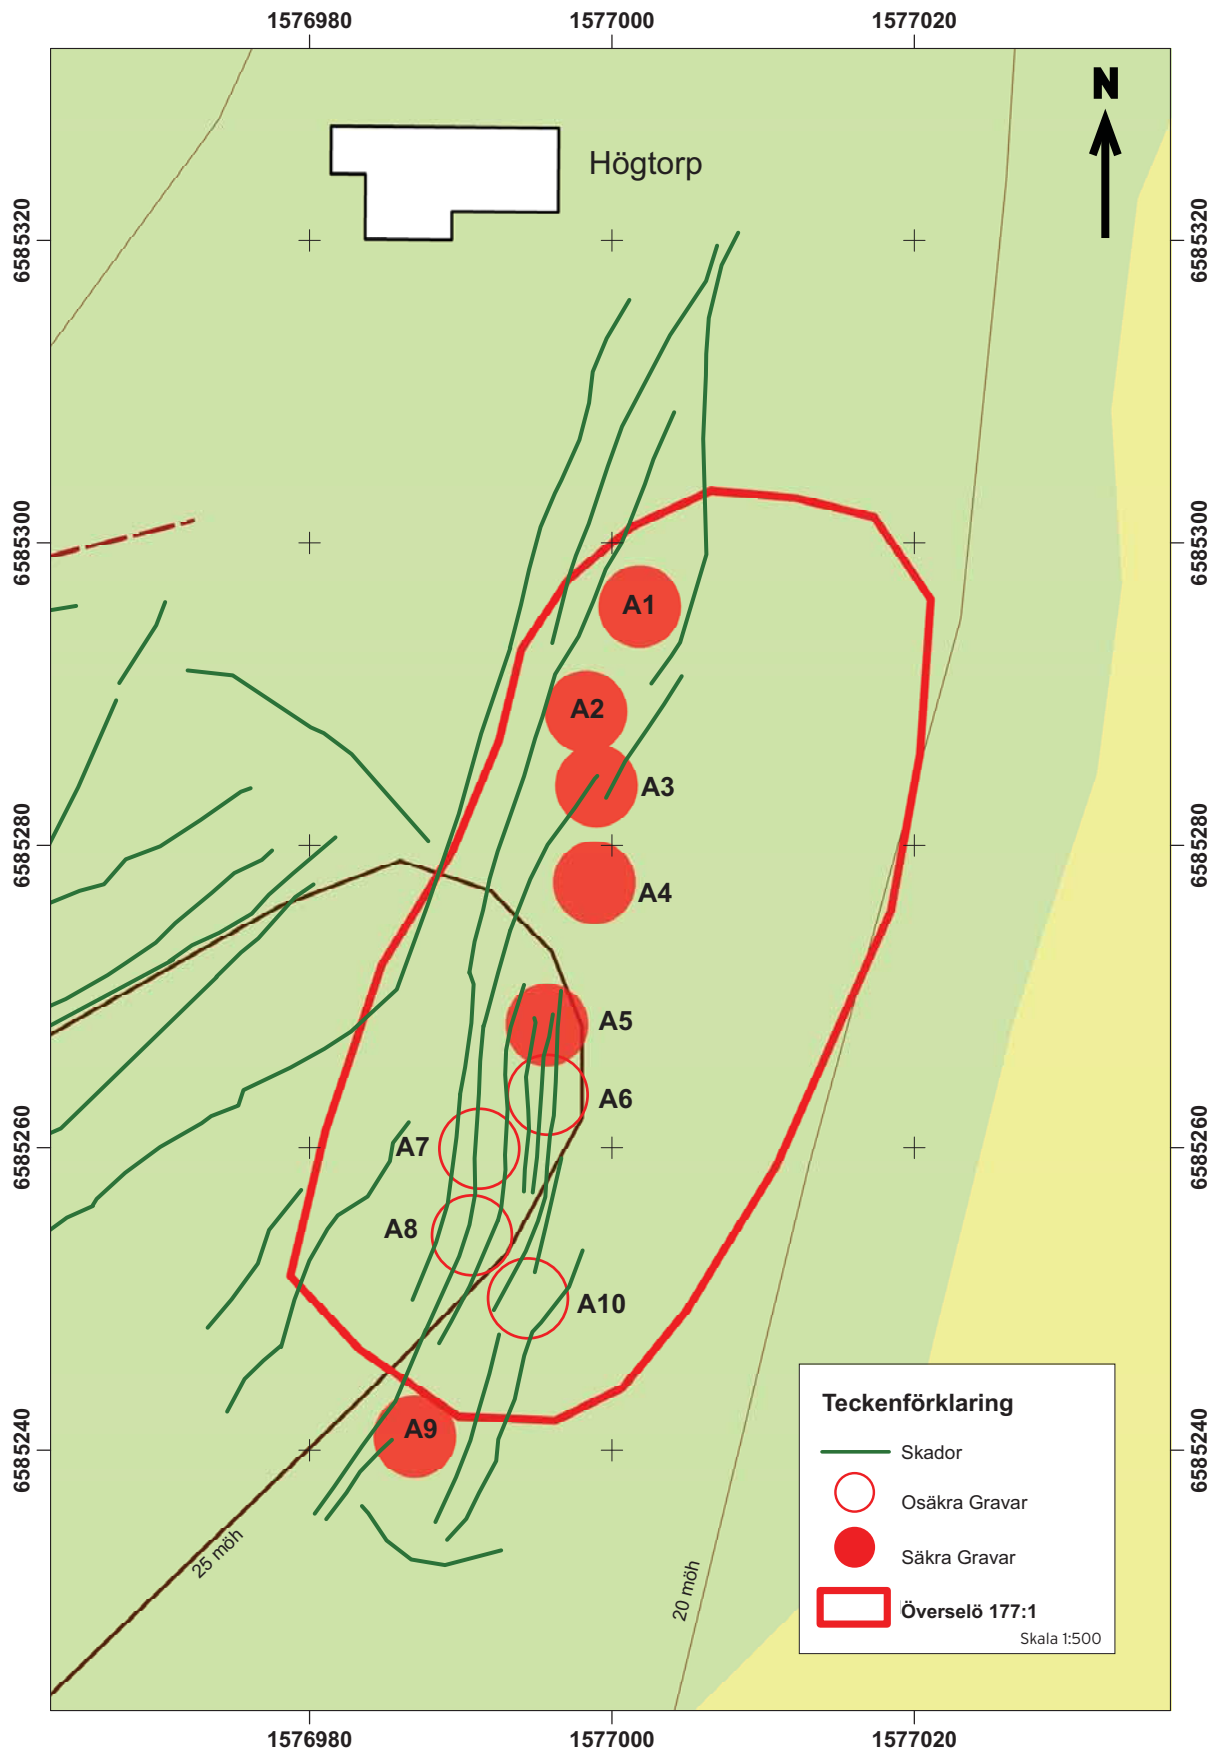 1576980
1577000
1577020
N
Högtorp
6585320
6585320
6585300
6585300
A1
A2
A3
6585280
6585280
A4
A5
A6
6585260
6585260
A7
A8
A10
A9
6585240
6585240
25 möh
20 möh
Teckenförklaring
Skador
Osäkra Gravar
Säkra Gravar
Överselö 177:1
Skala 1:500
1576980
1577000
1577020